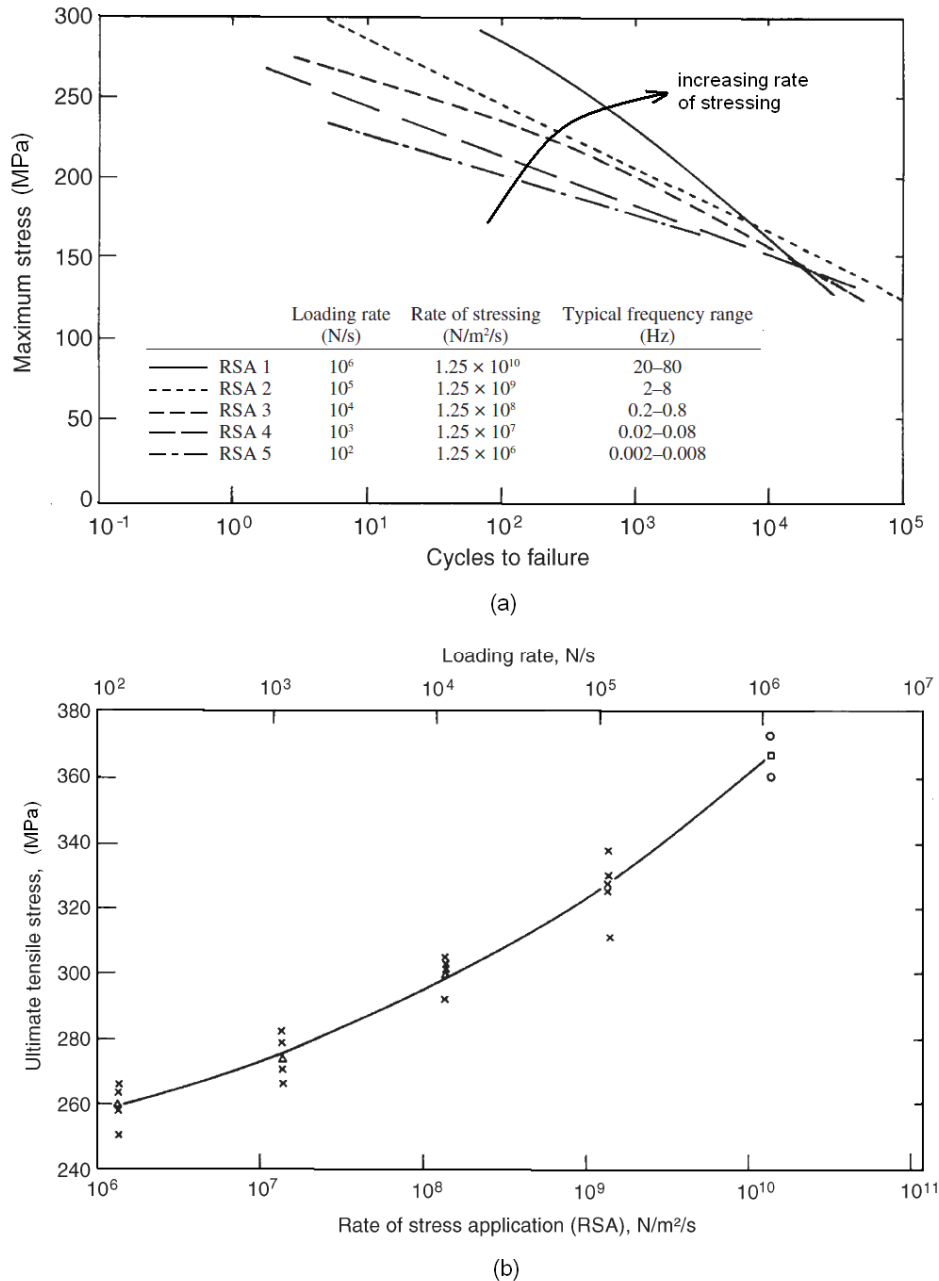 300
250
200
150
100
50
0
Maximum stress (MPa)
increasing rate
of stressing
Loading rate Rate of stressing Typical frequency range
(N/s) (N/m²/s) (Hz)
RSA 1 10⁶ 1.25 × 10¹⁰ 20–80
RSA 2 10⁵ 1.25 × 10⁹ 2–8
RSA 3 10⁴ 1.25 × 10⁸ 0.2–0.8
RSA 4 10³ 1.25 × 10⁷ 0.02–0.08
RSA 5 10² 1.25 × 10⁶ 0.002–0.008
10⁻¹ 10⁰ 10¹ 10² 10³ 10⁴ 10⁵
Cycles to failure
(a)
Loading rate, N/s
10² 10³ 10⁴ 10⁵ 10⁶ 10⁷
380
360
340
320
300
280
260
240
Ultimate tensile stress, (MPa)
10⁶ 10⁷ 10⁸ 10⁹ 10¹⁰ 10¹¹
Rate of stress application (RSA), N/m²/s
(b)